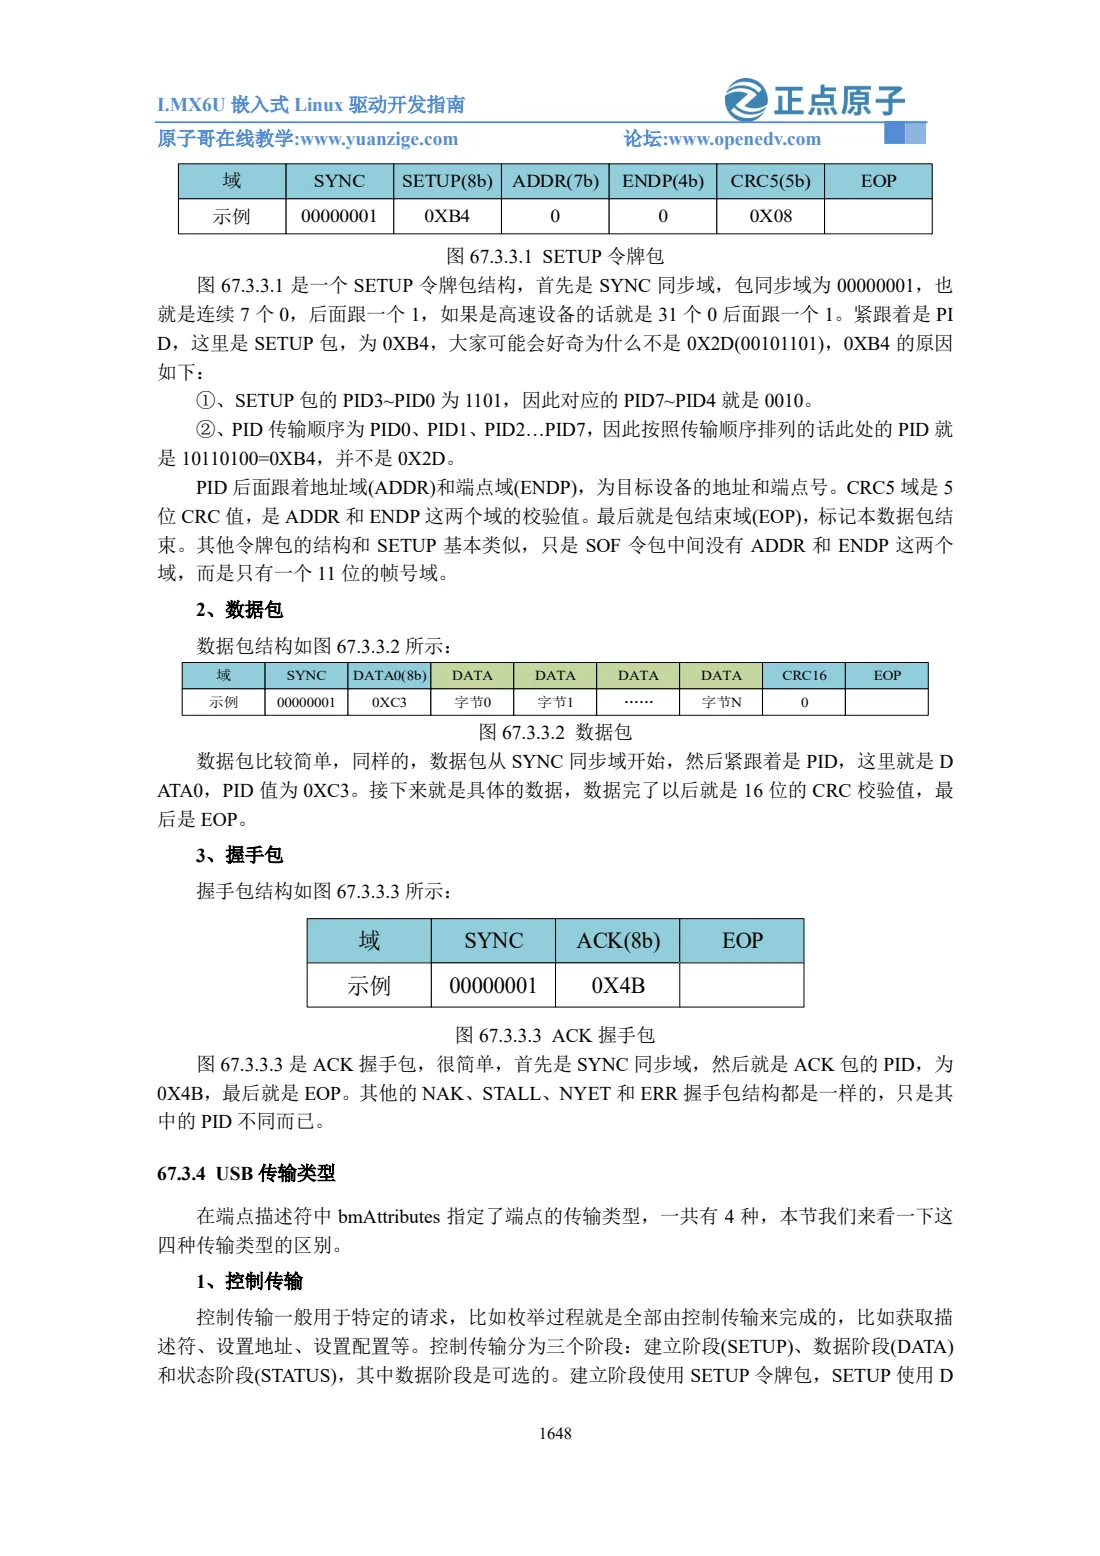 I.MX6U 嵌入式 Linux 驱动开发指南
正点原子
原子哥在线教学:www.yuanzige.com 论坛:www.openedv.com
域 SYNC SETUP(8b) ADDR(7b) ENDP(4b) CRC5(5b) EOP
示例 00000001 0XB4 0 0 0X08
图 67.3.3.1 SETUP 令牌包
图 67.3.3.1 是一个 SETUP 令牌包结构，首先是 SYNC 同步域，包同步域为 00000001，也
就是连续 7 个 0，后面跟一个 1，如果是高速设备的话就是 31 个 0 后面跟一个 1。紧跟着是 PI
D，这里是 SETUP 包，为 0XB4，大家可能会好奇为什么不是 0X2D(00101101)，0XB4 的原因
如下：
①、SETUP 包的 PID3~PID0 为 1101，因此对应的 PID7~PID4 就是 0010。
②、PID 传输顺序为 PID0、PID1、PID2…PID7，因此按照传输顺序排列的话此处的 PID 就
是 10110100=0XB4，并不是 0X2D。
PID 后面跟着地址域(ADDR)和端点域(ENDP)，为目标设备的地址和端点号。CRC5 域是 5
位 CRC 值，是 ADDR 和 ENDP 这两个域的校验值。最后就是包结束域(EOP)，标记本数据包结
束。其他令牌包的结构和 SETUP 基本类似，只是 SOF 令包中间没有 ADDR 和 ENDP 这两个
域，而是只有一个 11 位的帧号域。
2、数据包
数据包结构如图 67.3.3.2 所示：
域 SYNC DATA0(8b) DATA DATA DATA DATA CRC16 EOP
示例 00000001 0XC3 字节0 字节1 …… 字节N 0
图 67.3.3.2 数据包
数据包比较简单，同样的，数据包从 SYNC 同步域开始，然后紧跟着是 PID，这里就是 D
ATA0，PID 值为 0XC3。接下来就是具体的数据，数据完了以后就是 16 位的 CRC 校验值，最
后是 EOP。
3、握手包
握手包结构如图 67.3.3.3 所示：
域 SYNC ACK(8b) EOP
示例 00000001 0X4B
图 67.3.3.3 ACK 握手包
图 67.3.3.3 是 ACK 握手包，很简单，首先是 SYNC 同步域，然后就是 ACK 包的 PID，为
0X4B，最后就是 EOP。其他的 NAK、STALL、NYET 和 ERR 握手包结构都是一样的，只是其
中的 PID 不同而已。
67.3.4 USB 传输类型
在端点描述符中 bmAttributes 指定了端点的传输类型，一共有 4 种，本节我们来看一下这
四种传输类型的区别。
1、控制传输
控制传输一般用于特定的请求，比如枚举过程就是全部由控制传输来完成的，比如获取描
述符、设置地址、设置配置等。控制传输分为三个阶段：建立阶段(SETUP)、数据阶段(DATA)
和状态阶段(STATUS)，其中数据阶段是可选的。建立阶段使用 SETUP 令牌包，SETUP 使用 D
1648